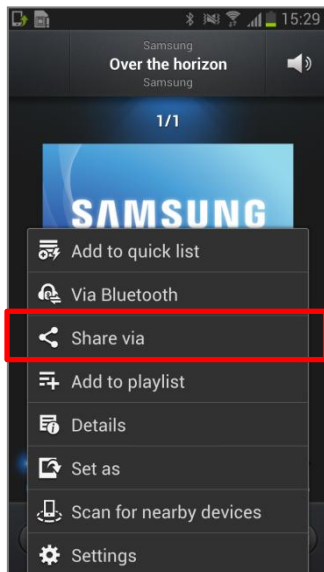 15:29
Samsung
Over the horizon
Samsung
1/1
SAMSUNG
Add to quick list
Via Bluetooth
Share via
Add to playlist
Details
Set as
Scan for nearby devices
Settings